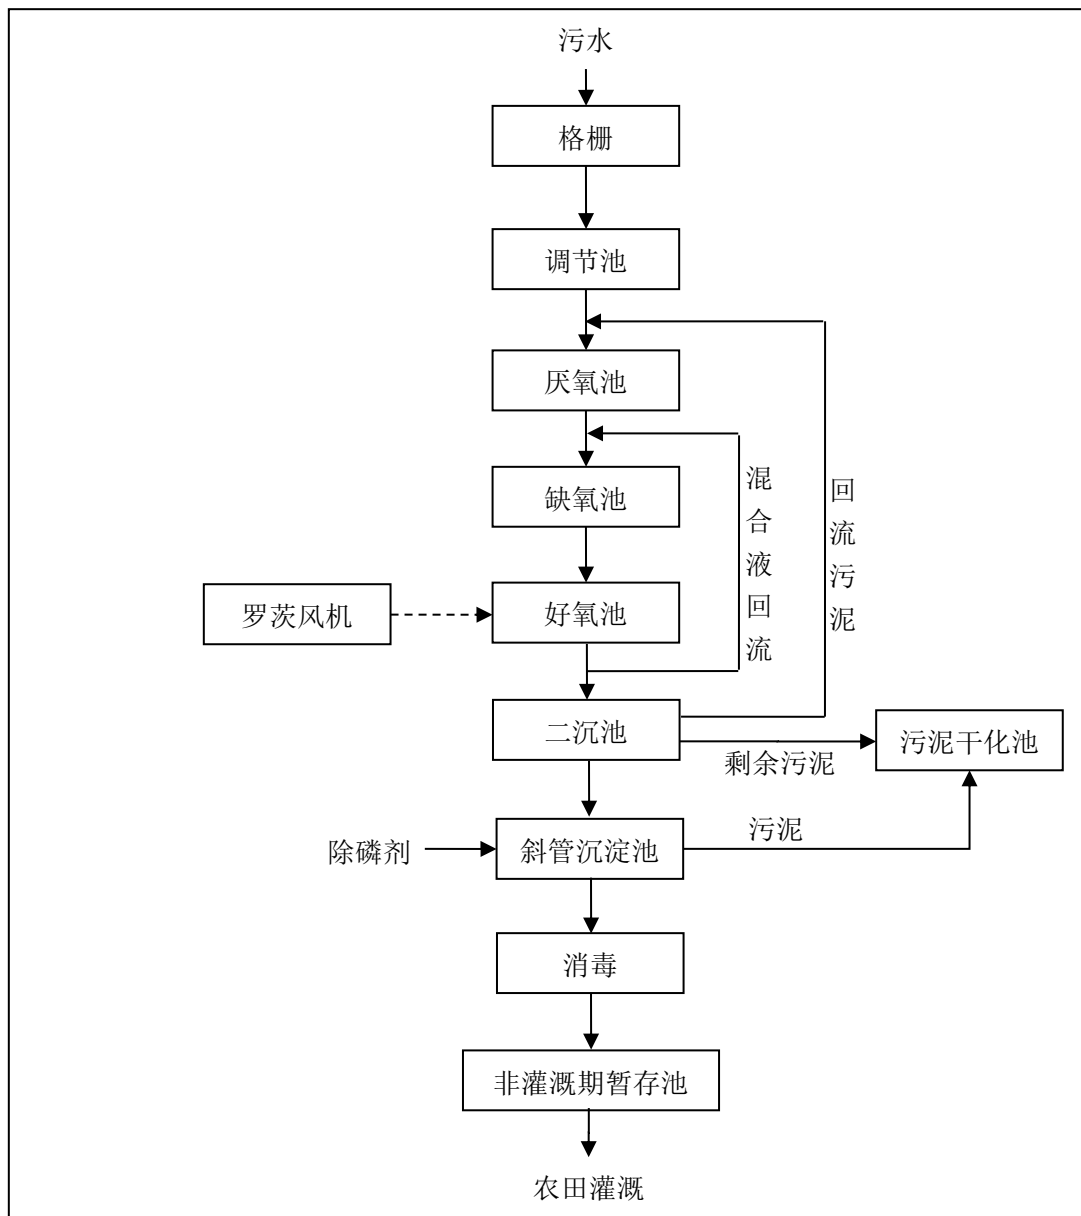 污水
格栅
调节池
厌氧池
缺氧池
混合液回流
回流污泥
罗茨风机
好氧池
二沉池
剩余污泥
污泥干化池
除磷剂
斜管沉淀池
污泥
消毒
非灌溉期暂存池
农田灌溉